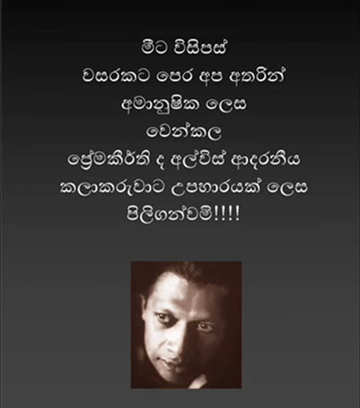 මීට විසිපස්
වසරකට පෙර අප අතරින්
අමානුෂික ලෙස
වෙන්කල
ප්‍රේමකීර්ති ද අල්විස් ආදරනීය
කලාකරුවාට උපහාරයක් ලෙස
පිලිගන්වමි!!!!